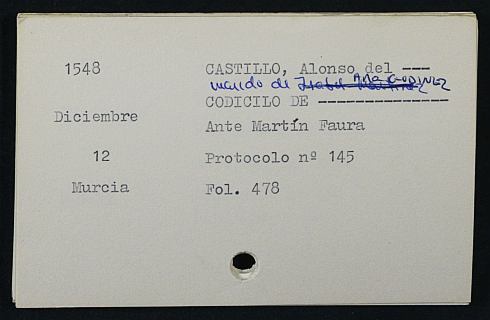 1548 CASTILLO, Alonso del ---
marido de Isabel Martínez Ana GODINEZ
CODICILO DE --------------
Diciembre
Ante Martín Faura
12 Protocolo nº 145
Murcia Fol. 478